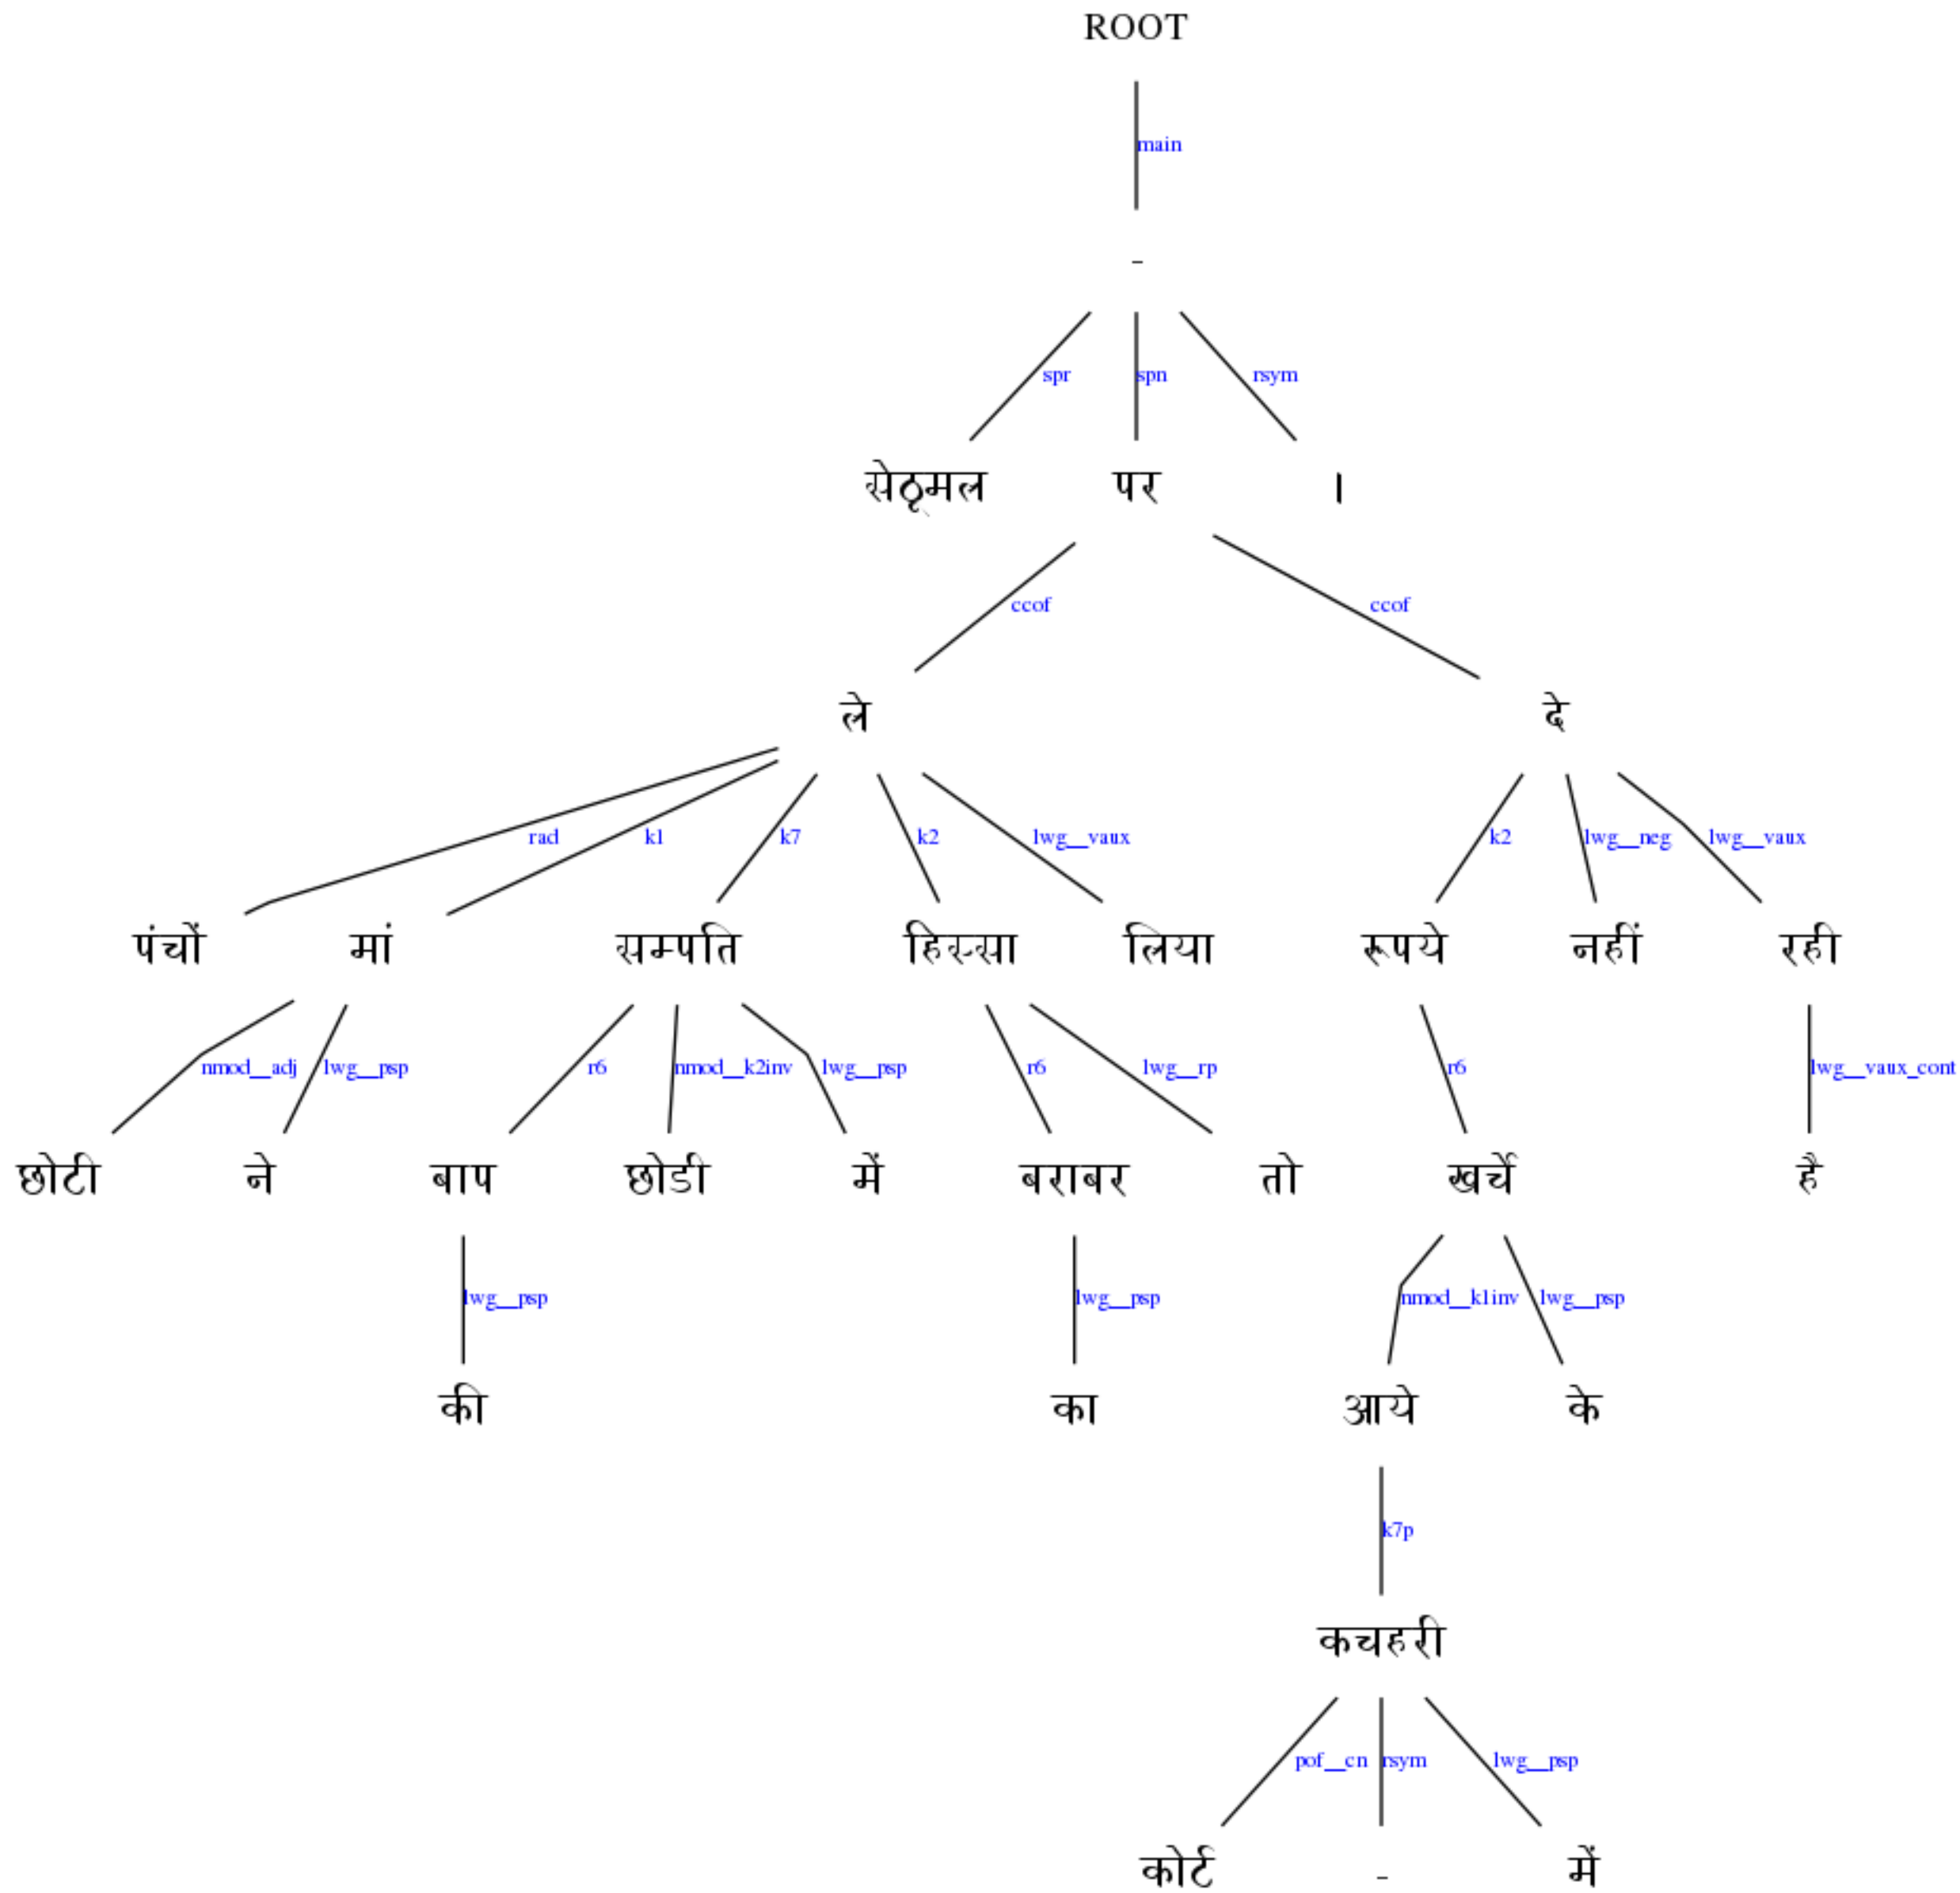 ROOT
main
-
spr spn rsym
सेठृमल पर ।
ccof ccof
ले दे
rad k1 k7 k2 lwg__vaux k2 lwg__neg lwg__vaux
पंचों मां सम्पति हिस्सा लिया रूपये नहीं रही
nmod__adj lwg__psp r6 nmod__k2inv lwg__psp r6 lwg__rp r6 lwg__vaux_cont
छोटी ने बाप छोडी में बराबर तो खर्चे है
lwg__psp lwg__psp nmod__k1inv lwg__psp
की का आये के
k7p
कचहरी
pof__cn rsym lwg__psp
कोर्ट - में